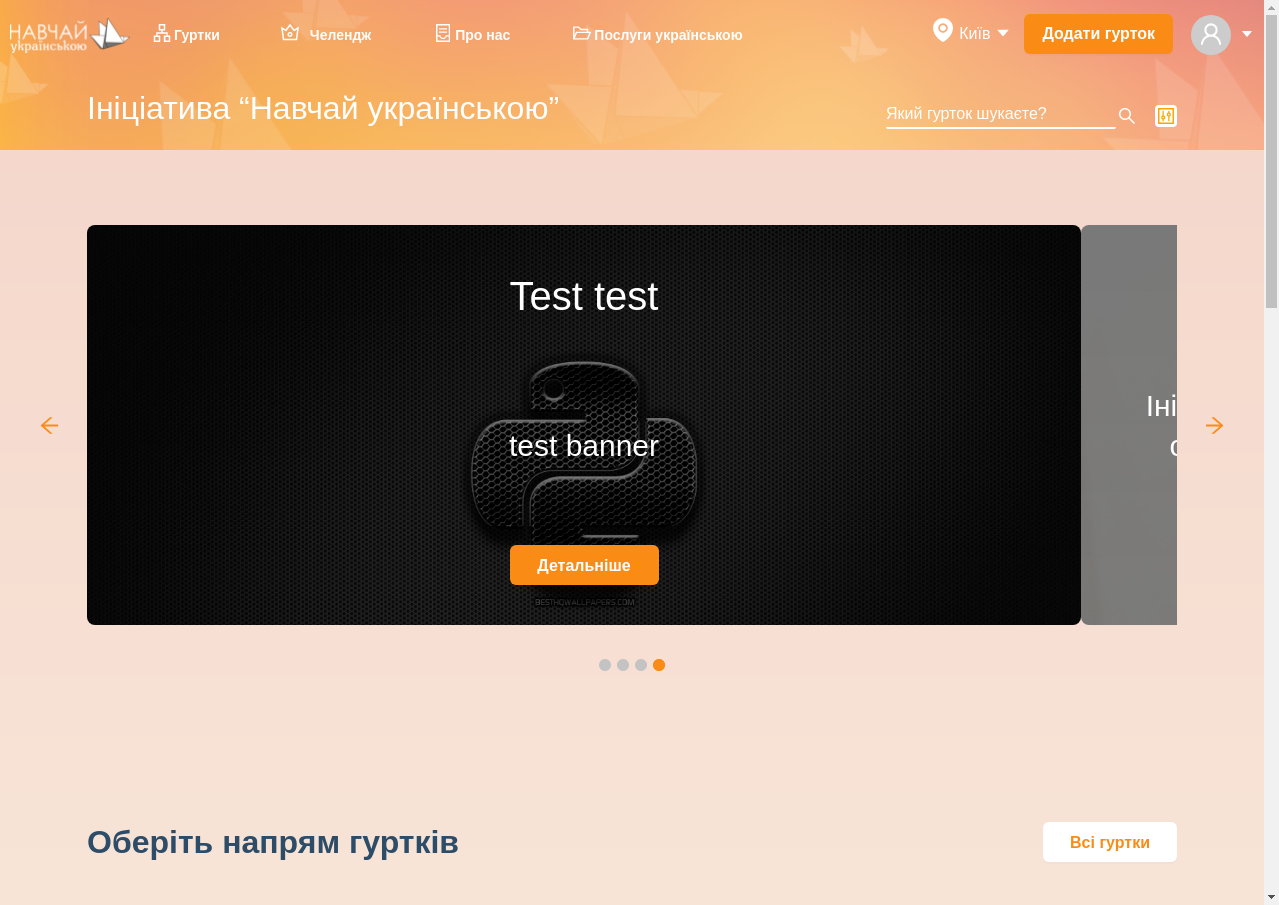 НАВЧАЙ
українською
Гуртки
Челендж
Про нас
Послуги українською
Київ
Додати гурток
Ініціатива “Навчай українською”
Який гурток шукаєте?
Test test
Іні
test banner
с
Детальніше
BESTHQWALLPAPERS.COM
Оберіть напрям гуртків
Всі гуртки